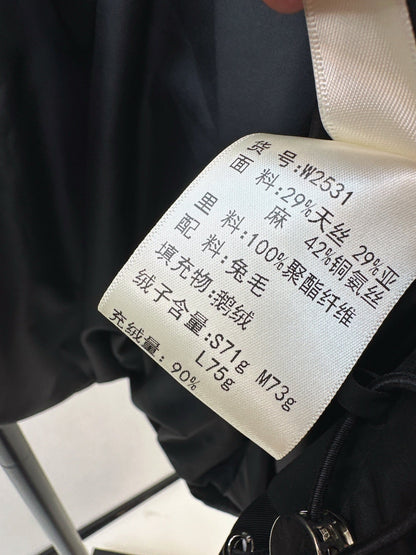 货 号:W2531
面 料:29%天丝 29%亚
麻 42%铜氨丝
里 料:100%聚酯纤维
配 料:兔毛
填充物:鹅绒
绒子含量:S71g M73g
L75g
充绒量:90%